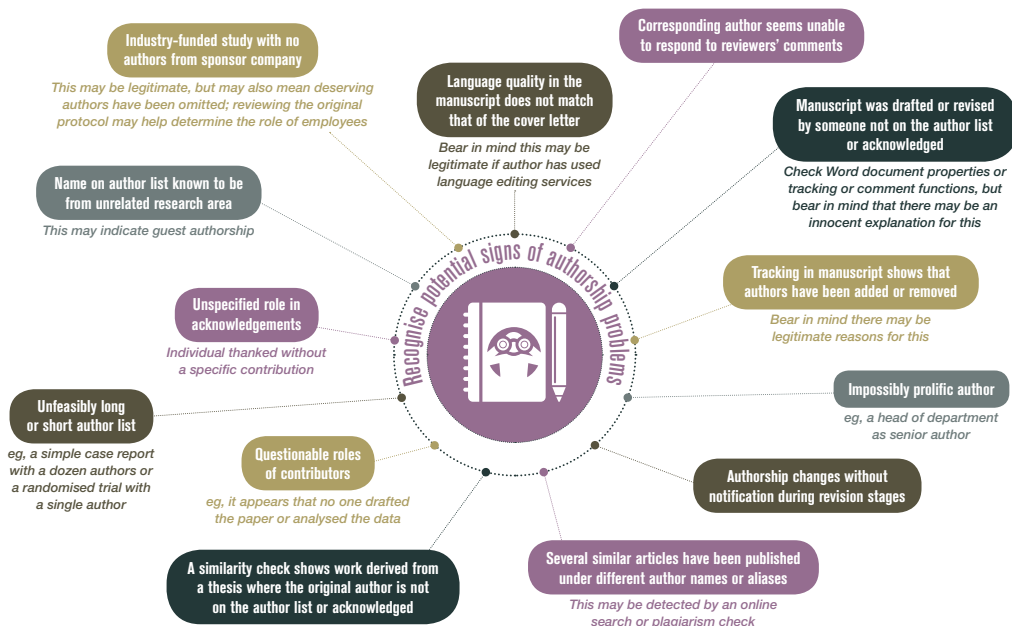 Industry-funded study with no
authors from sponsor company
This may be legitimate, but may also mean deserving
authors have been omitted; reviewing the original
protocol may help determine the role of employees
Language quality in the
manuscript does not match
that of the cover letter
Bear in mind this may be
legitimate if author has used
language editing services
Corresponding author seems unable
to respond to reviewers’ comments
Manuscript was drafted or revised
by someone not on the author list
or acknowledged
Check Word document properties or
tracking or comment functions, but
bear in mind that there may be an
innocent explanation for this
Name on author list known to be
from unrelated research area
This may indicate guest authorship
Recognise potential signs of authorship problems
Tracking in manuscript shows that
authors have been added or removed
Bear in mind there may be
legitimate reasons for this
Unspecified role in
acknowledgements
Individual thanked without
a specific contribution
Impossibly prolific author
eg, a head of department
as senior author
Unfeasibly long
or short author list
eg, a simple case report
with a dozen authors or
a randomised trial with
a single author
Questionable roles
of contributors
eg, it appears that no one drafted
the paper or analysed the data
Authorship changes without
notification during revision stages
A similarity check shows work derived from
a thesis where the original author is not
on the author list or acknowledged
Several similar articles have been published
under different author names or aliases
This may be detected by an online
search or plagiarism check